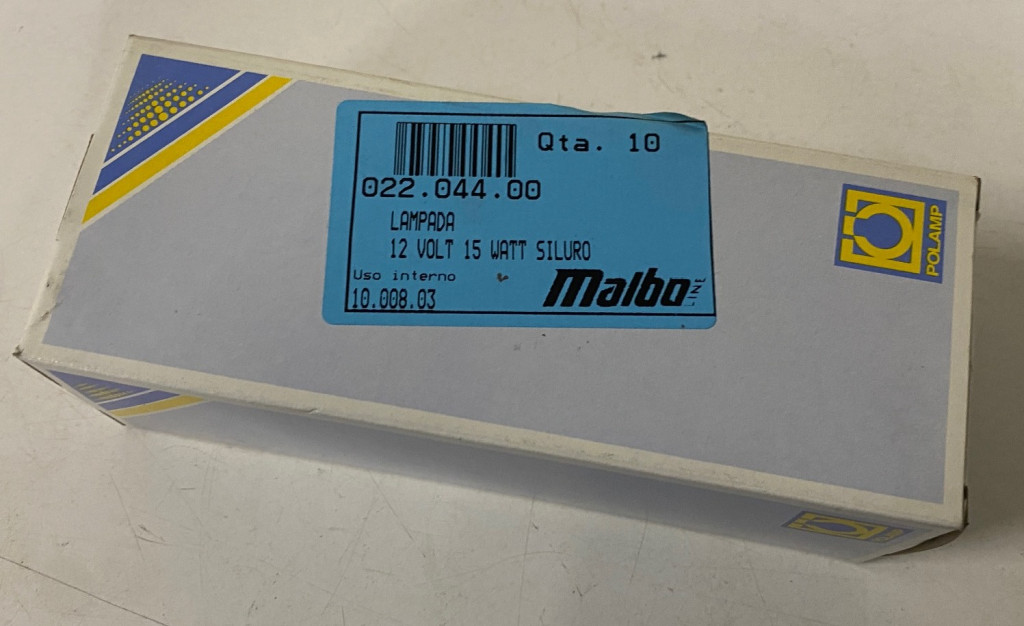 Qta. 10
022.044.00
LAMPADA
12 VOLT 15 WATT SILURO
Uso interno
10.008.03
Malbo LINE
POLAMP